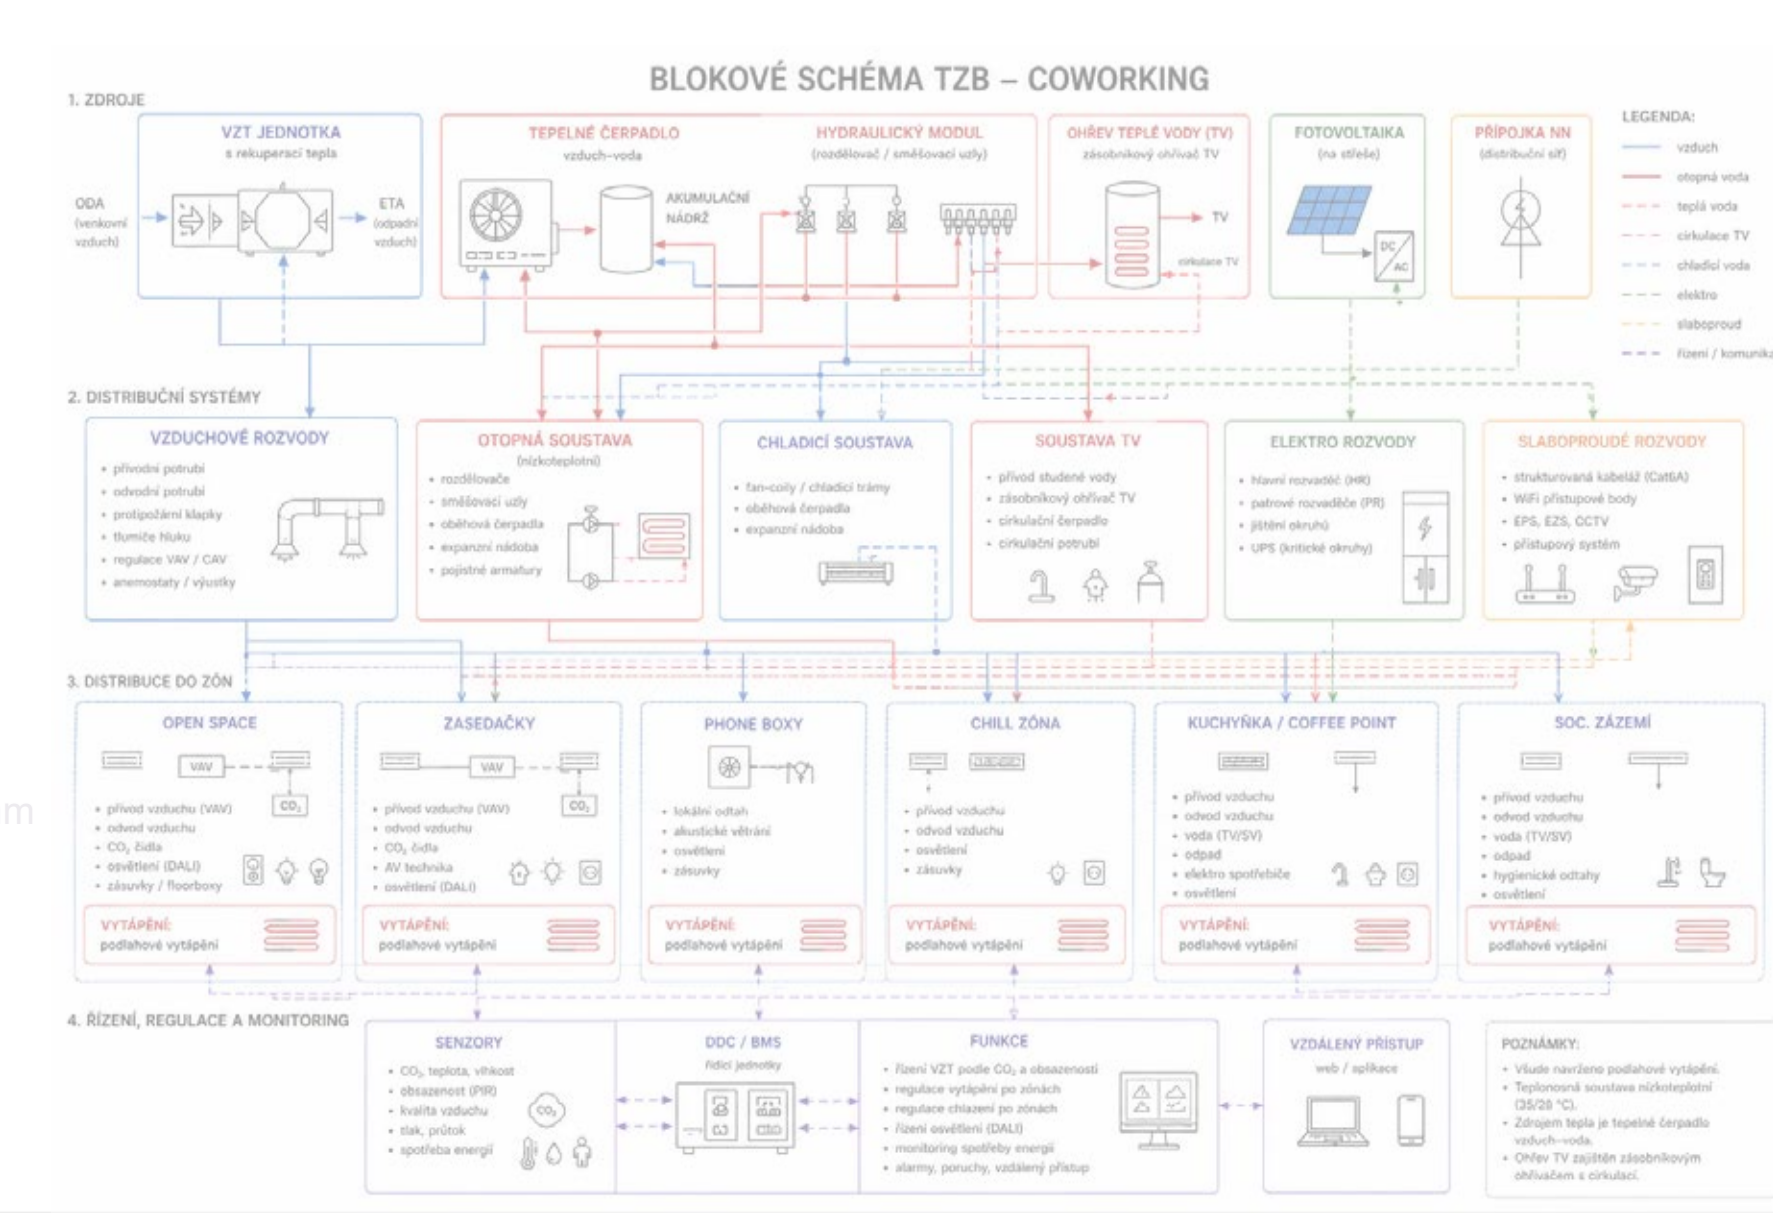 BLOKOVÉ SCHÉMA TZB – COWORKING
1. ZDROJE
VZT JEDNOTKA
s rekuperací tepla
ODA
(venkovní
vzduch)
ETA
(odpadní
vzduch)
TEPELNÉ ČERPADLO
vzduch–voda
AKUMULAČNÍ
NÁDRŽ
HYDRAULICKÝ MODUL
(rozdělovač / směšovací uzly)
OHŘEV TEPLÉ VODY (TV)
zásobníkový ohřívač TV
TV
cirkulace TV
FOTOVOLTAIKA
(na střeše)
DC
AC
PŘÍPOJKA NN
(distribuční síť)
LEGENDA:
vzduch
otopná voda
teplá voda
cirkulace TV
chladicí voda
elektro
slaboproud
řízení / komunika
2. DISTRIBUČNÍ SYSTÉMY
VZDUCHOVÉ ROZVODY
• přívodní potrubí
• odvodní potrubí
• protipožární klapky
• tlumiče hluku
• regulace VAV / CAV
• anemostaty / výustky
OTOPNÁ SOUSTAVA
(nízkoteplotní)
• rozdělovače
• směšovací uzly
• oběhová čerpadla
• expanzní nádoba
• pojistné armatury
CHLADICÍ SOUSTAVA
• fan–coily / chladicí trámy
• oběhová čerpadla
• expanzní nádoba
SOUSTAVA TV
• přívod studené vody
• zásobníkový ohřívač TV
• cirkulační čerpadlo
• cirkulační potrubí
ELEKTRO ROZVODY
• hlavní rozvaděč (HR)
• patrové rozvaděče (PR)
• jištění okruhů
• UPS (kritické okruhy)
SLABOPROUDÉ ROZVODY
• strukturovaná kabeláž (Cat6A)
• WiFi přístupové body
• EPS, EZS, CCTV
• přístupový systém
3. DISTRIBUCE DO ZÓN
OPEN SPACE
VAV
CO₂
• přívod vzduchu (VAV)
• odvod vzduchu
• CO₂ čidla
• osvětlení (DALI)
• zásuvky / floorboxy
VYTÁPĚNÍ:
podlahové vytápění
ZASEDAČKY
VAV
CO₂
• přívod vzduchu (VAV)
• odvod vzduchu
• CO₂ čidla
• AV technika
• osvětlení (DALI)
VYTÁPĚNÍ:
podlahové vytápění
PHONE BOXY
• lokální odtah
• akustické větrání
• osvětlení
• zásuvky
VYTÁPĚNÍ:
podlahové vytápění
CHILL ZÓNA
• přívod vzduchu
• odvod vzduchu
• osvětlení
• zásuvky
VYTÁPĚNÍ:
podlahové vytápění
KUCHYŇKA / COFFEE POINT
• přívod vzduchu
• odvod vzduchu
• voda (TV/SV)
• odpad
• elektro spotřebiče
• osvětlení
VYTÁPĚNÍ:
podlahové vytápění
SOC. ZÁZEMÍ
• přívod vzduchu
• odvod vzduchu
• voda (TV/SV)
• odpad
• hygienické odtahy
• osvětlení
VYTÁPĚNÍ:
podlahové vytápění
m
4. ŘÍZENÍ, REGULACE A MONITORING
SENZORY
• CO₂, teplota, vlhkost
• obsazenost (PIR)
• kvalita vzduchu
• tlak, průtok
• spotřeba energií
CO₂
DDC / BMS
řídicí jednotky
FUNKCE
• řízení VZT podle CO₂ a obsazenosti
• regulace vytápění po zónách
• regulace chlazení po zónách
• řízení osvětlení (DALI)
• monitoring spotřeby energií
• alarmy, poruchy, vzdálený přístup
VZDÁLENÝ PŘÍSTUP
web / aplikace
POZNÁMKY:
• Všude navrženo podlahové vytápění.
• Teplonosná soustava nízkoteplotní
(35/28 °C).
• Zdrojem tepla je tepelné čerpadlo
vzduch–voda.
• Ohřev TV zajištěn zásobníkovým
ohřívačem s cirkulací.